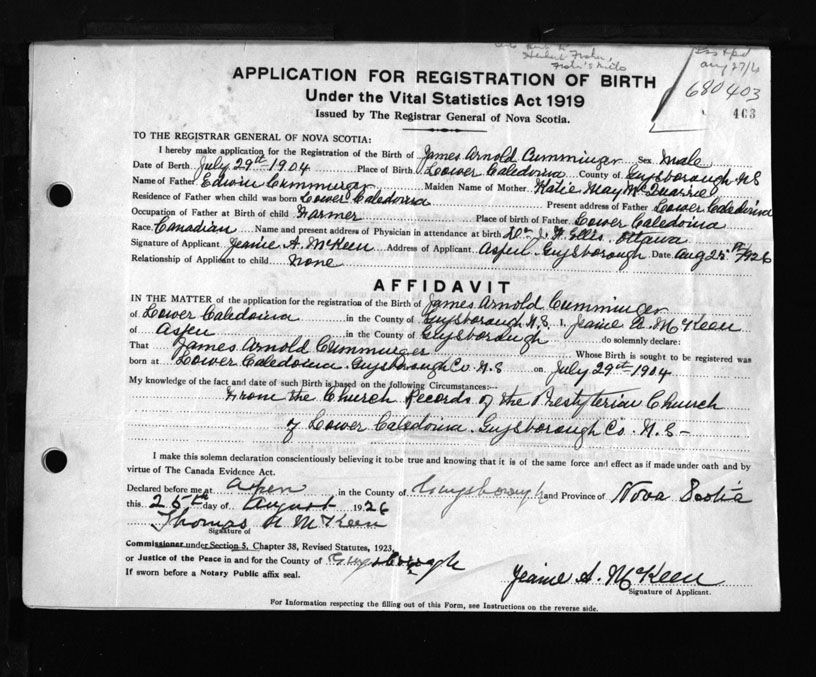 Herbert
680403
463
APPLICATION FOR REGISTRATION OF BIRTH
Under the Vital Statistics Act 1919
Issued by The Registrar General of Nova Scotia.
TO THE REGISTRAR GENERAL OF NOVA SCOTIA:
I hereby make application for the Registration of the Birth of James Arnold Cumminger Sex male
Date of Birth July 29th 1904 Place of Birth Lower Caledonia County of Guysborough N S
Name of Father Edwin Cumminger Maiden Name of Mother Katie May McQuarrie
Residence of Father when child was born Lower Caledonia Present address of Father Lower Caledonia
Occupation of Father at Birth of child Farmer Place of birth of Father Lower Caledonia
Race Canadian Name and present address of Physician in attendance at birth Dr. J. Ellis. Ottawa
Signature of Applicant Jeanie A. McKeen Address of Applicant Aspen Guysborough Date Aug 25th 1926
Relationship of Applicant to child None
AFFIDAVIT
IN THE MATTER of the application for the registration of the Birth of James Arnold Cumminger
of Lower Caledonia in the County of Guysborough N.S. I, Jeanie A. McKeen
of Aspen in the County of Guysborough do solemnly declare:
That James Arnold Cumminger Whose Birth is sought to be registered was
born at Lower Caledonia Guysborough Co. N.S on July 29th 1904
My knowledge of the fact and date of such Birth is based on the following Circumstances:—
From the Church Records of the Presbyterian Church
of Lower Caledonia Guysborough Co. N.S-
I make this solemn declaration conscientiously believing it to be true and knowing that it is of the same force and effect as if made under oath and by
virtue of The Canada Evidence Act.
Declared before me at Aspen in the County of Guysborough and Province of Nova Scotia
this 25th day of August 1926
Thomas H McKeen
Signature of
Commissioner under Section 5, Chapter 38, Revised Statutes, 1923,
or Justice of the Peace in and for the County of Guysborough
If sworn before a Notary Public affix seal.
Jeanie A. McKeen
Signature of Applicant.
For Information respecting the filling out of this Form, see Instructions on the reverse side.